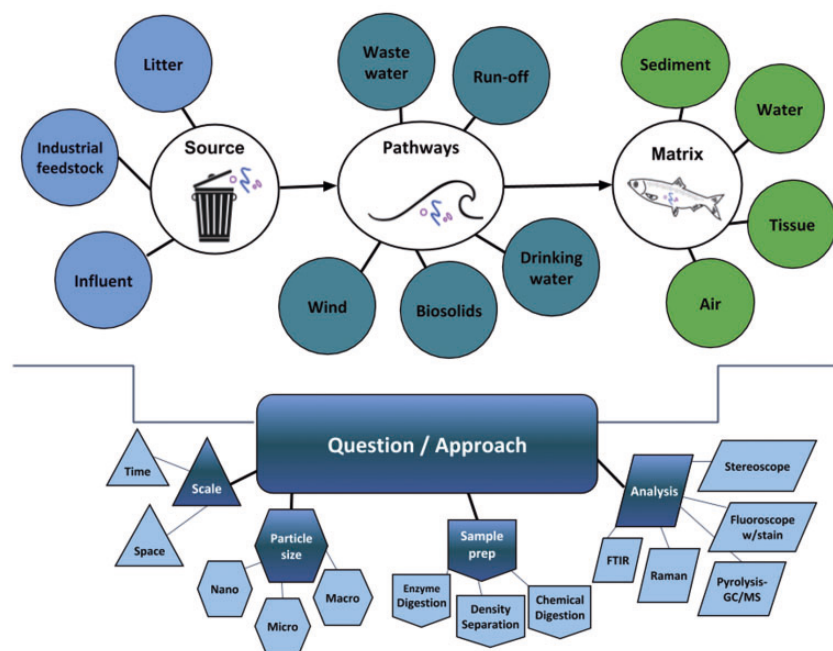 Litter
Industrial
feedstock
Influent
Source
Waste
water
Run-off
Pathways
Wind
Biosolids
Drinking
water
Sediment
Water
Matrix
Tissue
Air
Question / Approach
Time
Scale
Space
Particle
size
Nano
Micro
Macro
Sample
prep
Enzyme
Digestion
Density
Separation
Chemical
Digestion
Analysis
Stereoscope
Fluoroscope
w/stain
FTIR
Raman
Pyrolysis-
GC/MS